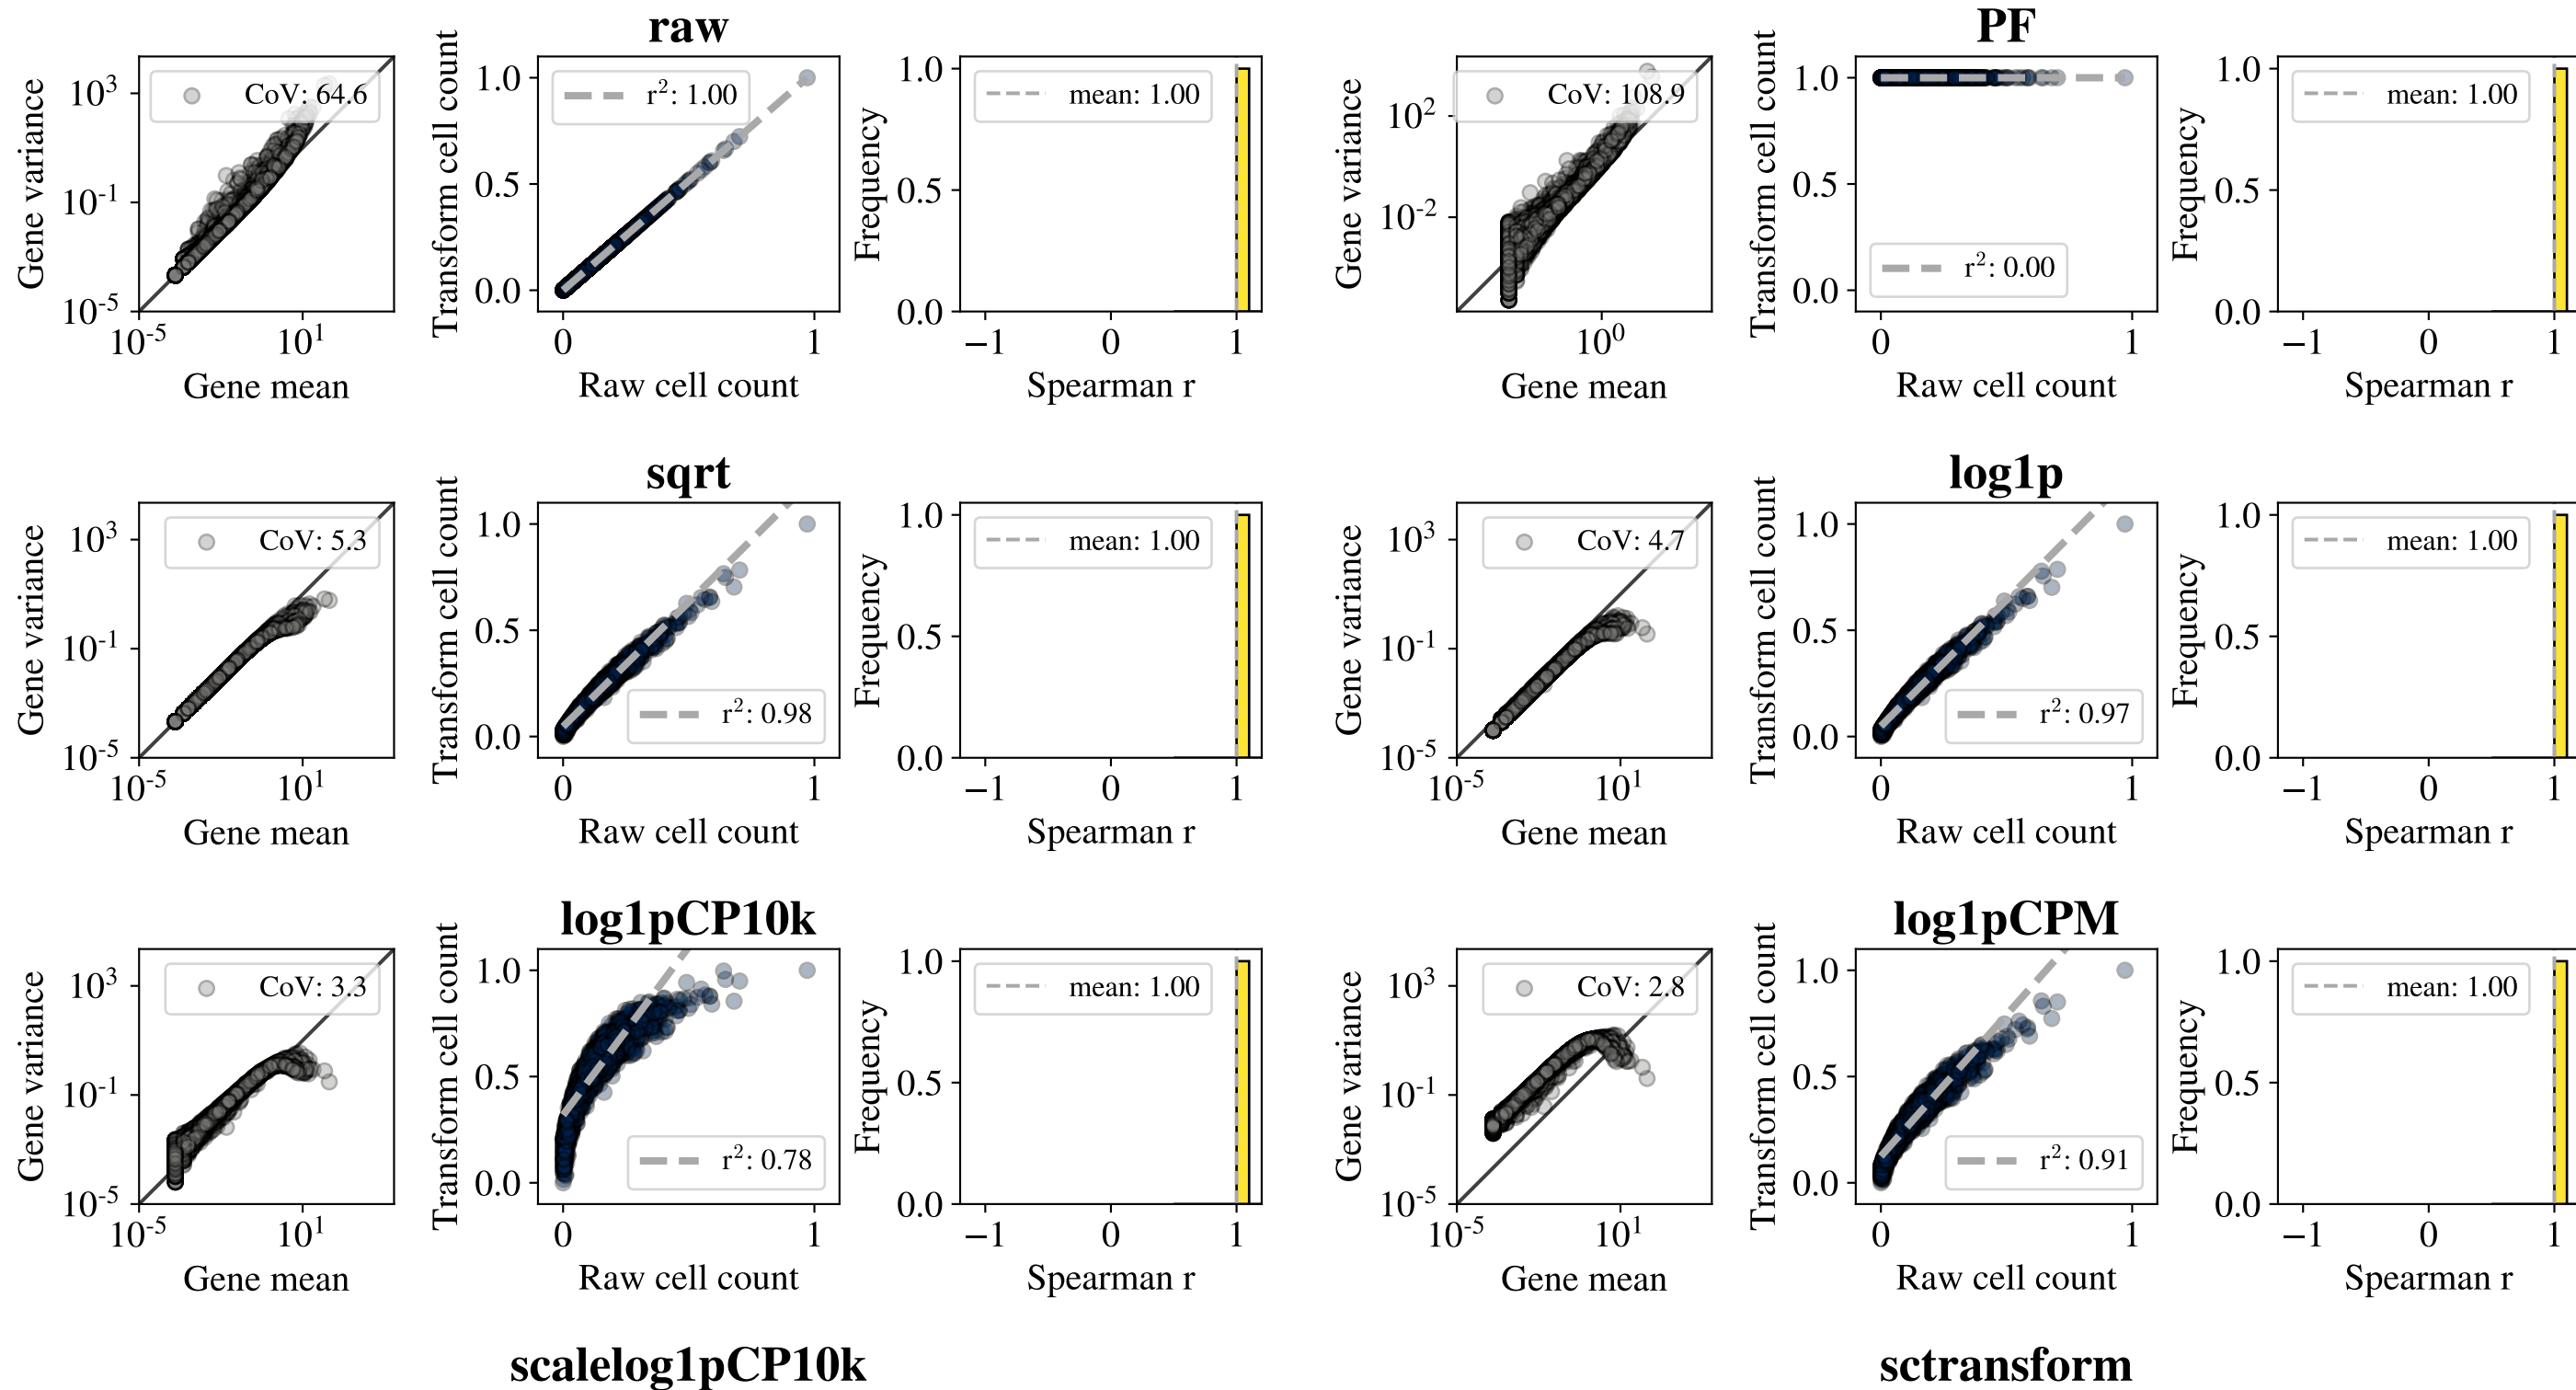 raw
Gene variance
10³
10⁻¹
10⁻⁵
CoV: 64.6
10⁻⁵
10¹
Gene mean
Transform cell count
1.0
0.5
0.0
r²: 1.00
0
1
Raw cell count
Frequency
1.0
0.5
0.0
mean: 1.00
−1
0
1
Spearman r
PF
Gene variance
10²
10⁻²
CoV: 108.9
10⁰
Gene mean
Transform cell count
1.0
0.5
0.0
r²: 0.00
0
1
Raw cell count
Frequency
1.0
0.5
0.0
mean: 1.00
−1
0
1
Spearman r
sqrt
Gene variance
10³
10⁻¹
10⁻⁵
CoV: 5.3
10⁻⁵
10¹
Gene mean
Transform cell count
1.0
0.5
0.0
r²: 0.98
0
1
Raw cell count
Frequency
1.0
0.5
0.0
mean: 1.00
−1
0
1
Spearman r
log1p
Gene variance
10³
10⁻¹
10⁻⁵
CoV: 4.7
10⁻⁵
10¹
Gene mean
Transform cell count
1.0
0.5
0.0
r²: 0.97
0
1
Raw cell count
Frequency
1.0
0.5
0.0
mean: 1.00
−1
0
1
Spearman r
log1pCP10k
Gene variance
10³
10⁻¹
10⁻⁵
CoV: 3.3
10⁻⁵
10¹
Gene mean
Transform cell count
1.0
0.5
0.0
r²: 0.78
0
1
Raw cell count
Frequency
1.0
0.5
0.0
mean: 1.00
−1
0
1
Spearman r
log1pCPM
Gene variance
10³
10⁻¹
10⁻⁵
CoV: 2.8
10⁻⁵
10¹
Gene mean
Transform cell count
1.0
0.5
0.0
r²: 0.91
0
1
Raw cell count
Frequency
1.0
0.5
0.0
mean: 1.00
−1
0
1
Spearman r
scalelog1pCP10k
sctransform